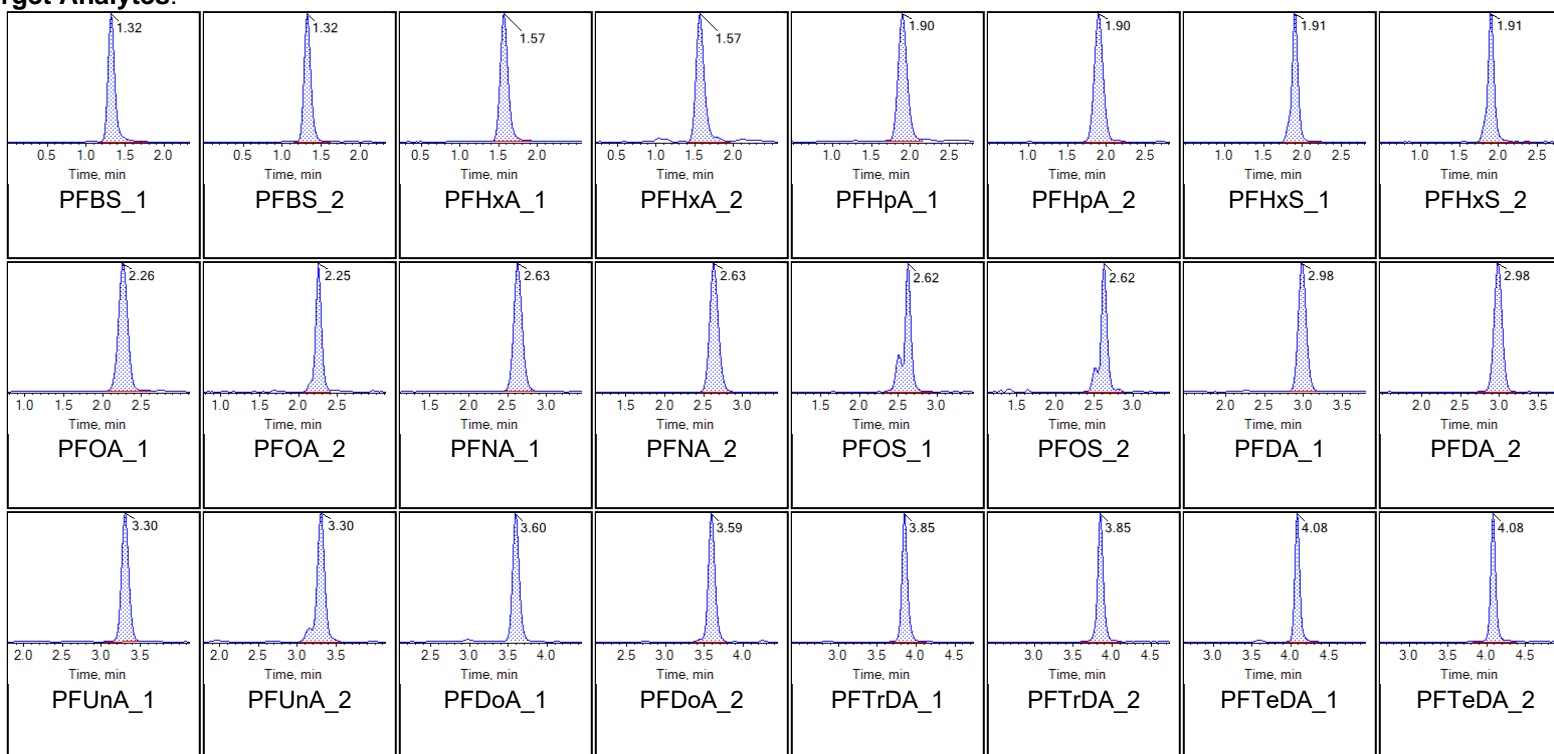 rget Analytes:
1.32 1.32 1.57 1.57 1.90 1.90 1.91 1.91
0.5 1.0 1.5 2.0 0.5 1.0 1.5 2.0 0.5 1.0 1.5 2.0 0.5 1.0 1.5 2.0 1.0 1.5 2.0 2.5 1.0 1.5 2.0 2.5 1.0 1.5 2.0 2.5 1.0 1.5 2.0 2.5
Time, min Time, min Time, min Time, min Time, min Time, min Time, min Time, min
PFBS_1 PFBS_2 PFHxA_1 PFHxA_2 PFHpA_1 PFHpA_2 PFHxS_1 PFHxS_2
2.26 2.25 2.63 2.63 2.62 2.62 2.98 2.98
1.0 1.5 2.0 2.5 1.0 1.5 2.0 2.5 1.5 2.0 2.5 3.0 1.5 2.0 2.5 3.0 1.5 2.0 2.5 3.0 1.5 2.0 2.5 3.0 2.0 2.5 3.0 3.5 2.0 2.5 3.0 3.5
Time, min Time, min Time, min Time, min Time, min Time, min Time, min Time, min
PFOA_1 PFOA_2 PFNA_1 PFNA_2 PFOS_1 PFOS_2 PFDA_1 PFDA_2
3.30 3.30 3.60 3.59 3.85 3.85 4.08 4.08
2.0 2.5 3.0 3.5 2.0 2.5 3.0 3.5 2.5 3.0 3.5 4.0 2.5 3.0 3.5 4.0 3.0 3.5 4.0 4.5 3.0 3.5 4.0 4.5 3.0 3.5 4.0 4.5 3.0 3.5 4.0 4.5
Time, min Time, min Time, min Time, min Time, min Time, min Time, min Time, min
PFUnA_1 PFUnA_2 PFDoA_1 PFDoA_2 PFTrDA_1 PFTrDA_2 PFTeDA_1 PFTeDA_2